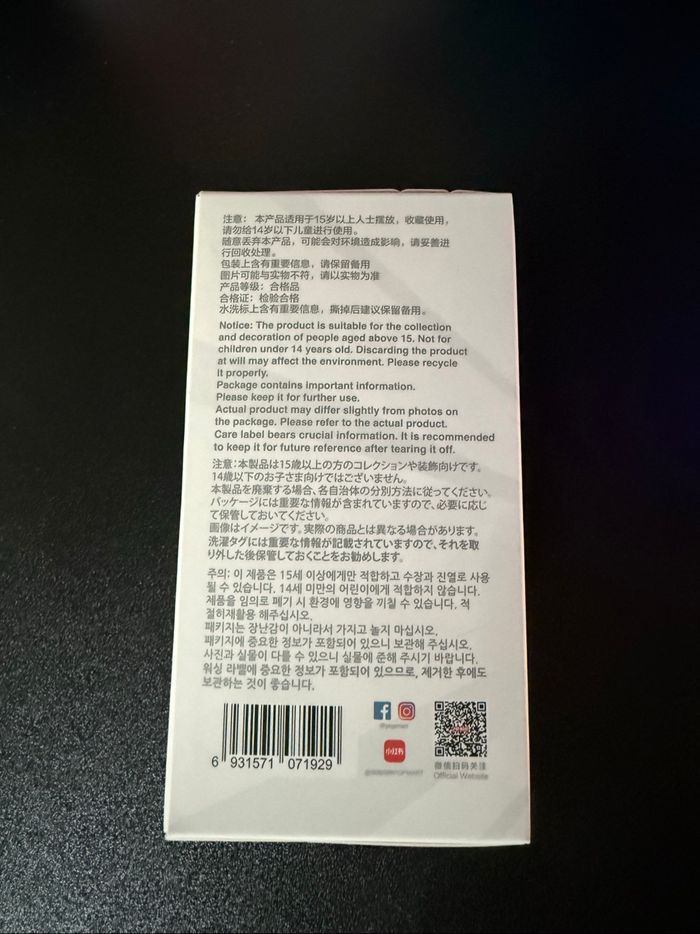 注意： 本产品适用于15岁以上人士摆放，收藏使用，
请勿给14岁以下儿童进行使用。
随意丢弃本产品，可能会对环境造成影响，请妥善进
行回收处理。
包装上含有重要信息，请保留备用
图片可能与实物不符，请以实物为准
产品等级：合格品
合格证：检验合格
水洗标上含有重要信息，撕掉后建议保留备用。
Notice: The product is suitable for the collection
and decoration of people aged above 15. Not for
children under 14 years old. Discarding the product
at will may affect the environment. Please recycle
it properly.
Package contains important information.
Please keep it for further use.
Actual product may differ slightly from photos on
the package. Please refer to the actual product.
Care label bears crucial information. It is recommended
to keep it for future reference after tearing it off.
注意：本製品は15歳以上の方のコレクションや装飾向けです。
14歳以下のお子さま向けではございません。
本製品を廃棄する場合、各自治体の分別方法に従ってください。
パッケージには重要な情報が含まれていますので、必要に応じ
て保管しておいてください。
画像はイメージです。実際の商品とは異なる場合があります。
洗濯タグには重要な情報が記載されていますので、それを取
り外した後保管しておくことをお勧めします。
주의: 이 제품은 15세 이상에게만 적합하고 수장과 진열로 사용
될 수 있습니다. 14세 미만의 어린이에게 적합하지 않습니다.
제품을 임의로 폐기 시 환경에 영향을 끼칠 수 있습니다. 적
절히재활용 해주십시오.
패키지는 장난감이 아니라서 가지고 놀지 마십시오.
패키지에 중요한 정보가 포함되어 있으니 보관해 주십시오.
사진과 실물이 다를 수 있으니 실물에 준해 주시기 바랍니다.
워싱 라벨에 중요한 정보가 포함되어 있으므로, 제거한 후에도
보관하는 것이 좋습니다.
6 931571 071929
小红书
微信扫码关注
Official Website